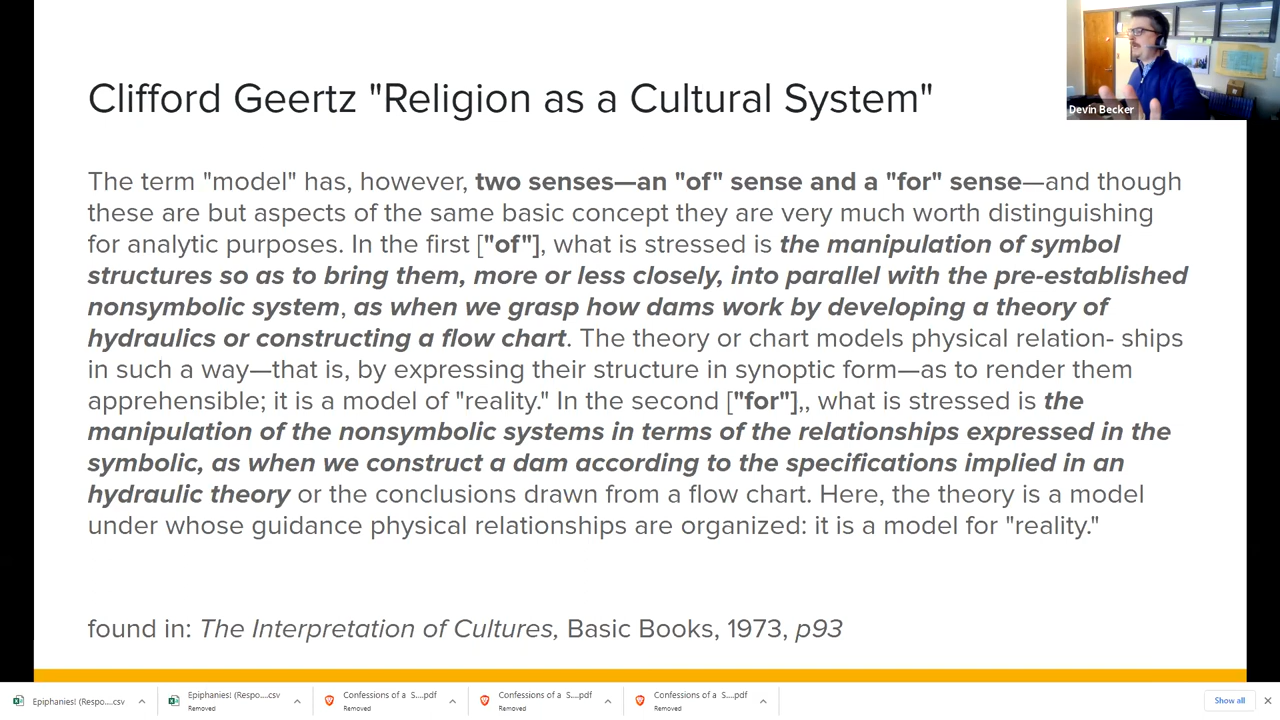 Clifford Geertz "Religion as a Cultural System"
Devin Becker
The term "model" has, however, two senses—an "of" sense and a "for" sense—and though
these are but aspects of the same basic concept they are very much worth distinguishing
for analytic purposes. In the first ["of"], what is stressed is the manipulation of symbol
structures so as to bring them, more or less closely, into parallel with the pre-established
nonsymbolic system, as when we grasp how dams work by developing a theory of
hydraulics or constructing a flow chart. The theory or chart models physical relation- ships
in such a way—that is, by expressing their structure in synoptic form—as to render them
apprehensible; it is a model of "reality." In the second ["for"],, what is stressed is the
manipulation of the nonsymbolic systems in terms of the relationships expressed in the
symbolic, as when we construct a dam according to the specifications implied in an
hydraulic theory or the conclusions drawn from a flow chart. Here, the theory is a model
under whose guidance physical relationships are organized: it is a model for "reality."
found in: The Interpretation of Cultures, Basic Books, 1973, p93
Epiphanies! (Respo....csv
Epiphanies! (Respo....csv
Removed
Confessions of a S....pdf
Removed
Confessions of a S....pdf
Removed
Confessions of a S....pdf
Removed
Show all